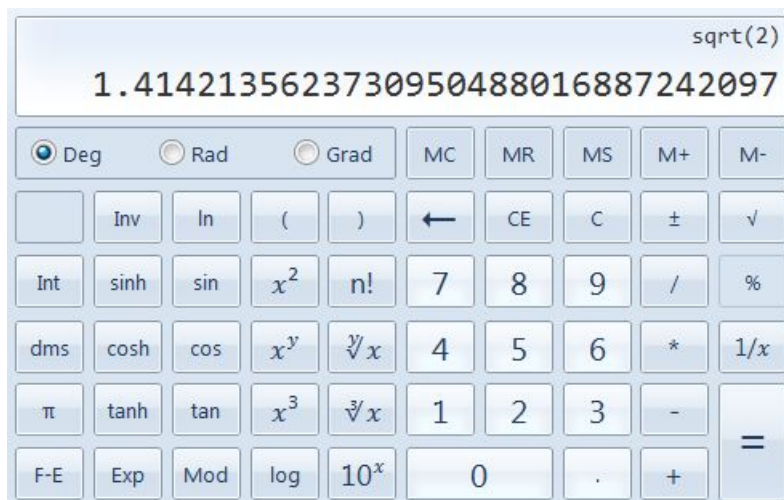 sqrt(2)
1.4142135623730950488016887242097
Deg Rad Grad MC MR MS M+ M-
Inv ln ( ) ← CE C ± √
Int sinh sin x² n! 7 8 9 / %
dms cosh cos xʸ ʸ√x 4 5 6 * 1/x
π tanh tan x³ ³√x 1 2 3 - =
F-E Exp Mod log 10ˣ 0 . +